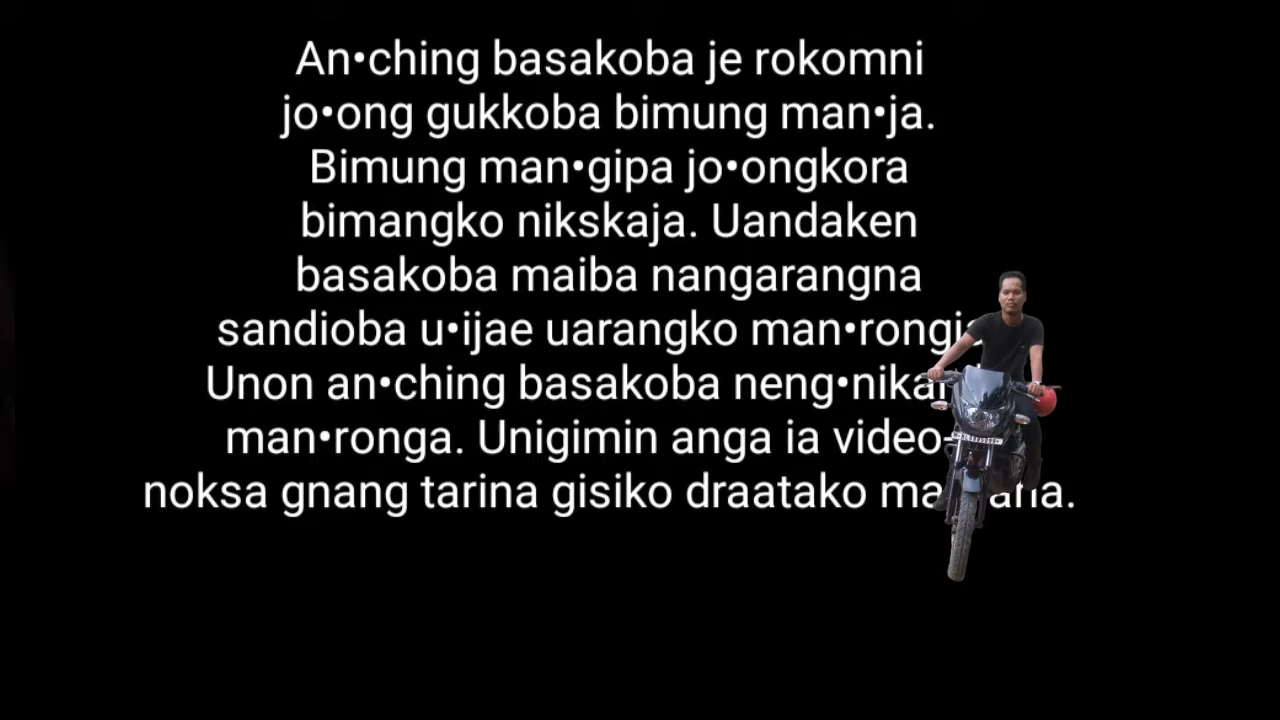 An•ching basakoba je rokomni
jo•ong gukkoba bimung man•ja.
Bimung man•gipa jo•ongkora
bimangko nikskaja. Uandaken
basakoba maiba nangarangna
sandioba u•ijae uarangko
Unon an•ching basakoba
man•ronga. Unigimin anga ia video-
noksa gnang tarina gisiko draatako